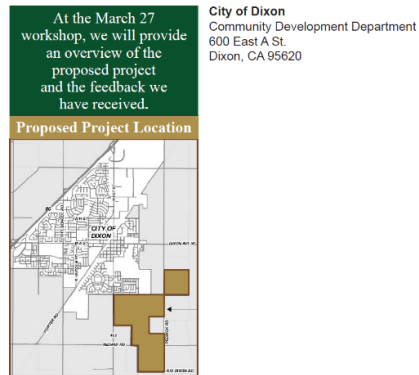 At the March 27
workshop, we will provide
an overview of the
proposed project
and the feedback we
have received.
Proposed Project Location
CITY OF
DIXON
City of Dixon
Community Development Department
600 East A St.
Dixon, CA 95620